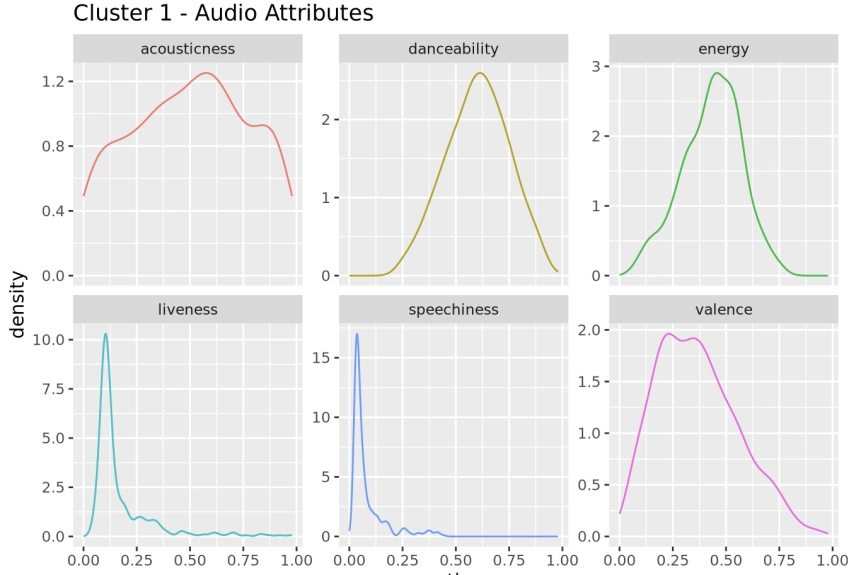 Cluster 1 - Audio Attributes
acousticness danceability energy
1.2 0.8 0.4 0.0
2 1 0
3 2 1 0
density
liveness speechiness valence
10.0 7.5 5.0 2.5 0.0
15 10 5 0
2.0 1.5 1.0 0.5 0.0
0.00 0.25 0.50 0.75 1.00 0.00 0.25 0.50 0.75 1.00 0.00 0.25 0.50 0.75 1.00